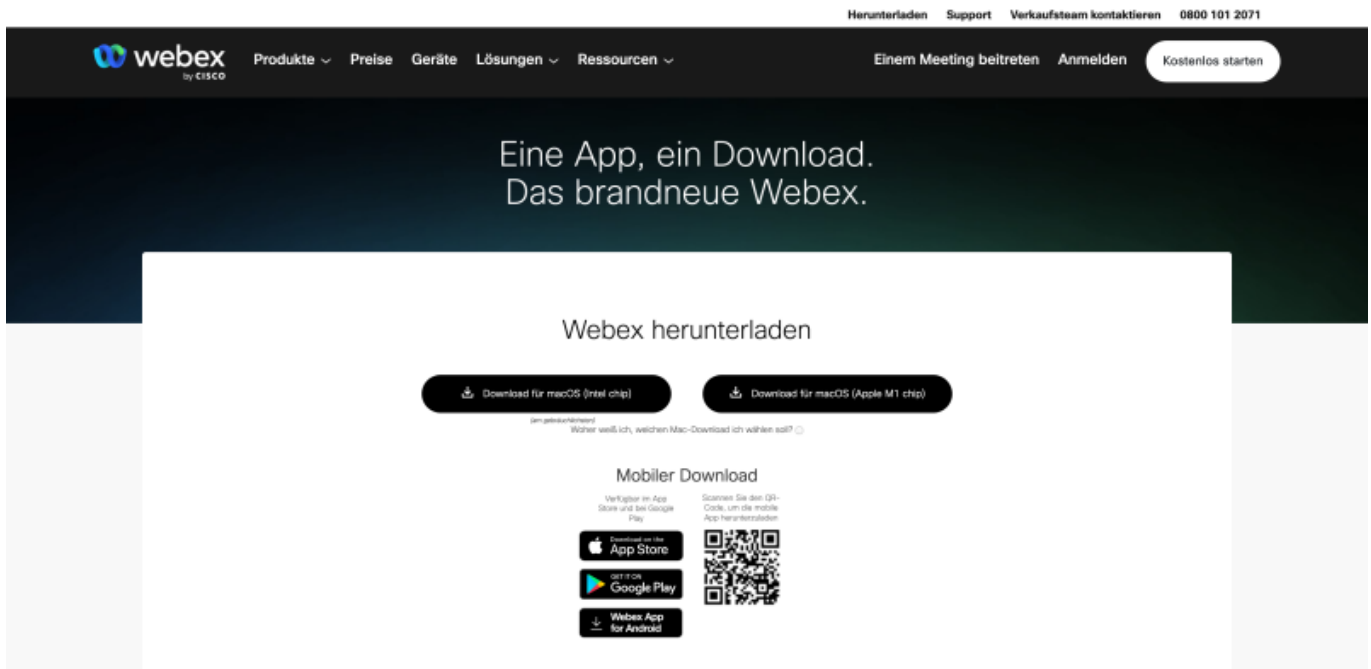 Herunterladen Support Verkaufsteam kontaktieren 0800 101 2071
webex Produkte Preise Geräte Lösungen Ressourcen Einem Meeting beitreten Anmelden Kostenlos starten
by CISCO
Eine App, ein Download.
Das brandneue Webex.
Webex herunterladen
Download für macOS (Intel chip) Download für macOS (Apple M1 chip)
(am gebräuchlichsten)
Woher weiß ich, welchen Mac-Download ich wählen soll?
Mobiler Download
Verfügbar im App
Store und bei Google
Play
Scannen Sie den QR-
Code, um die mobile
App herunterzuladen
Download on the
App Store
GET IT ON
Google Play
Webex App
for Android